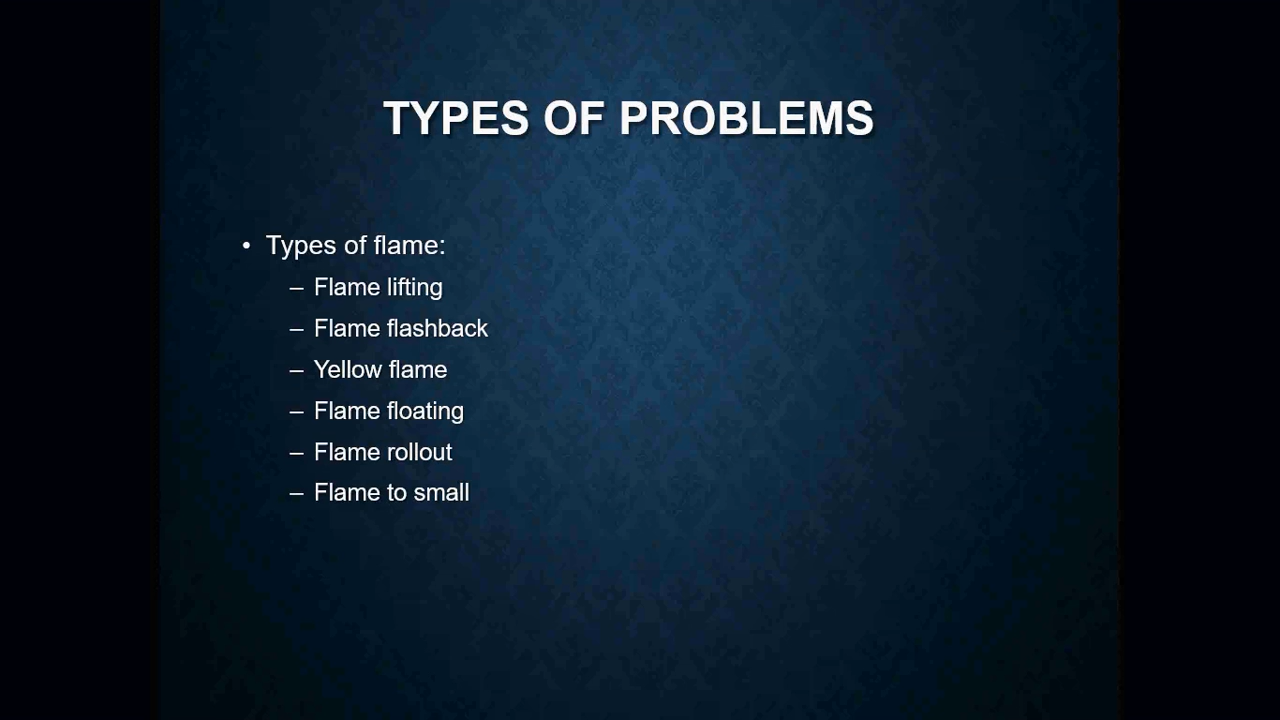 TYPES OF PROBLEMS
• Types of flame:
– Flame lifting
– Flame flashback
– Yellow flame
– Flame floating
– Flame rollout
– Flame to small